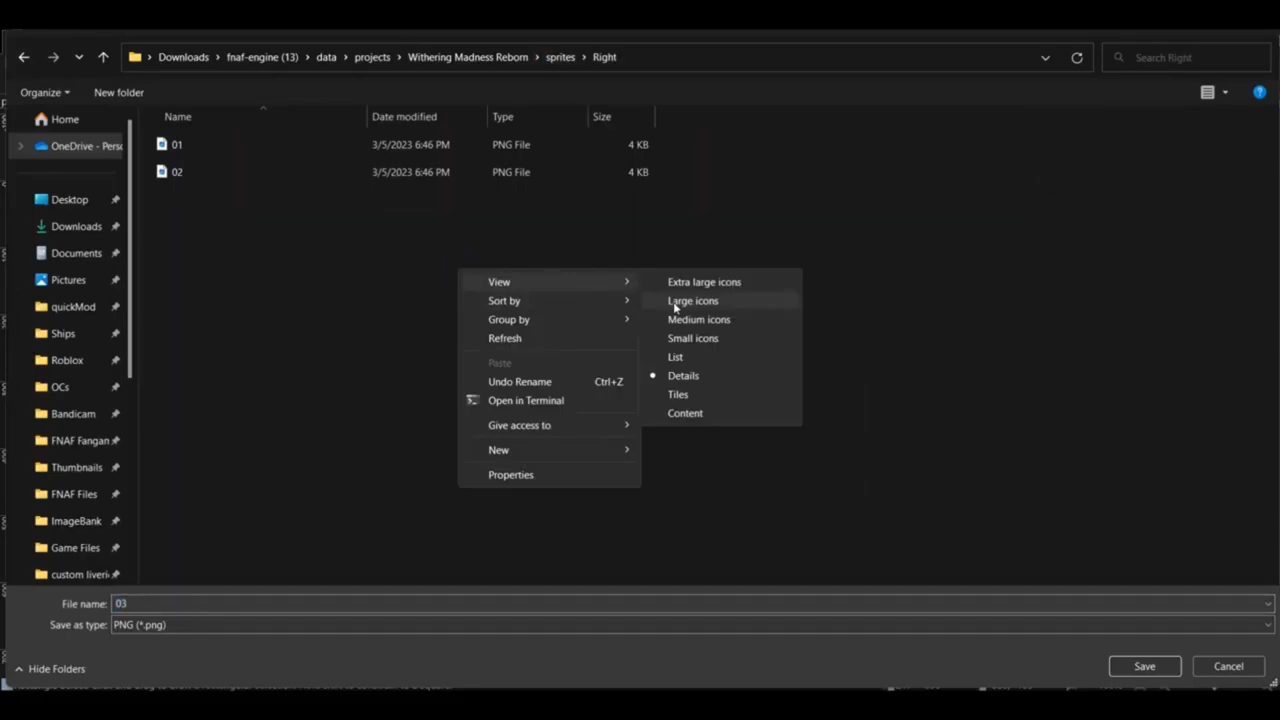 Downloads › fnaf-engine (13) › data › projects › Withering Madness Reborn › sprites › Right
Search Right
Organize
New folder
Name Date modified Type Size
Home
OneDrive - Perso
01 3/5/2023 6:46 PM PNG File 4 KB
02 3/5/2023 6:46 PM PNG File 4 KB
Desktop
Downloads
Documents
Pictures
quickMod
Ships
Roblox
OCs
Bandicam
FNAF Fangan
Thumbnails
FNAF Files
ImageBank
Game Files
custom liveri
View
Sort by
Group by
Refresh
Paste
Undo Rename Ctrl+Z
Open in Terminal
Give access to
New
Properties
Extra large icons
Large icons
Medium icons
Small icons
List
Details
Tiles
Content
File name: 03
Save as type: PNG (*.png)
Hide Folders
Save
Cancel